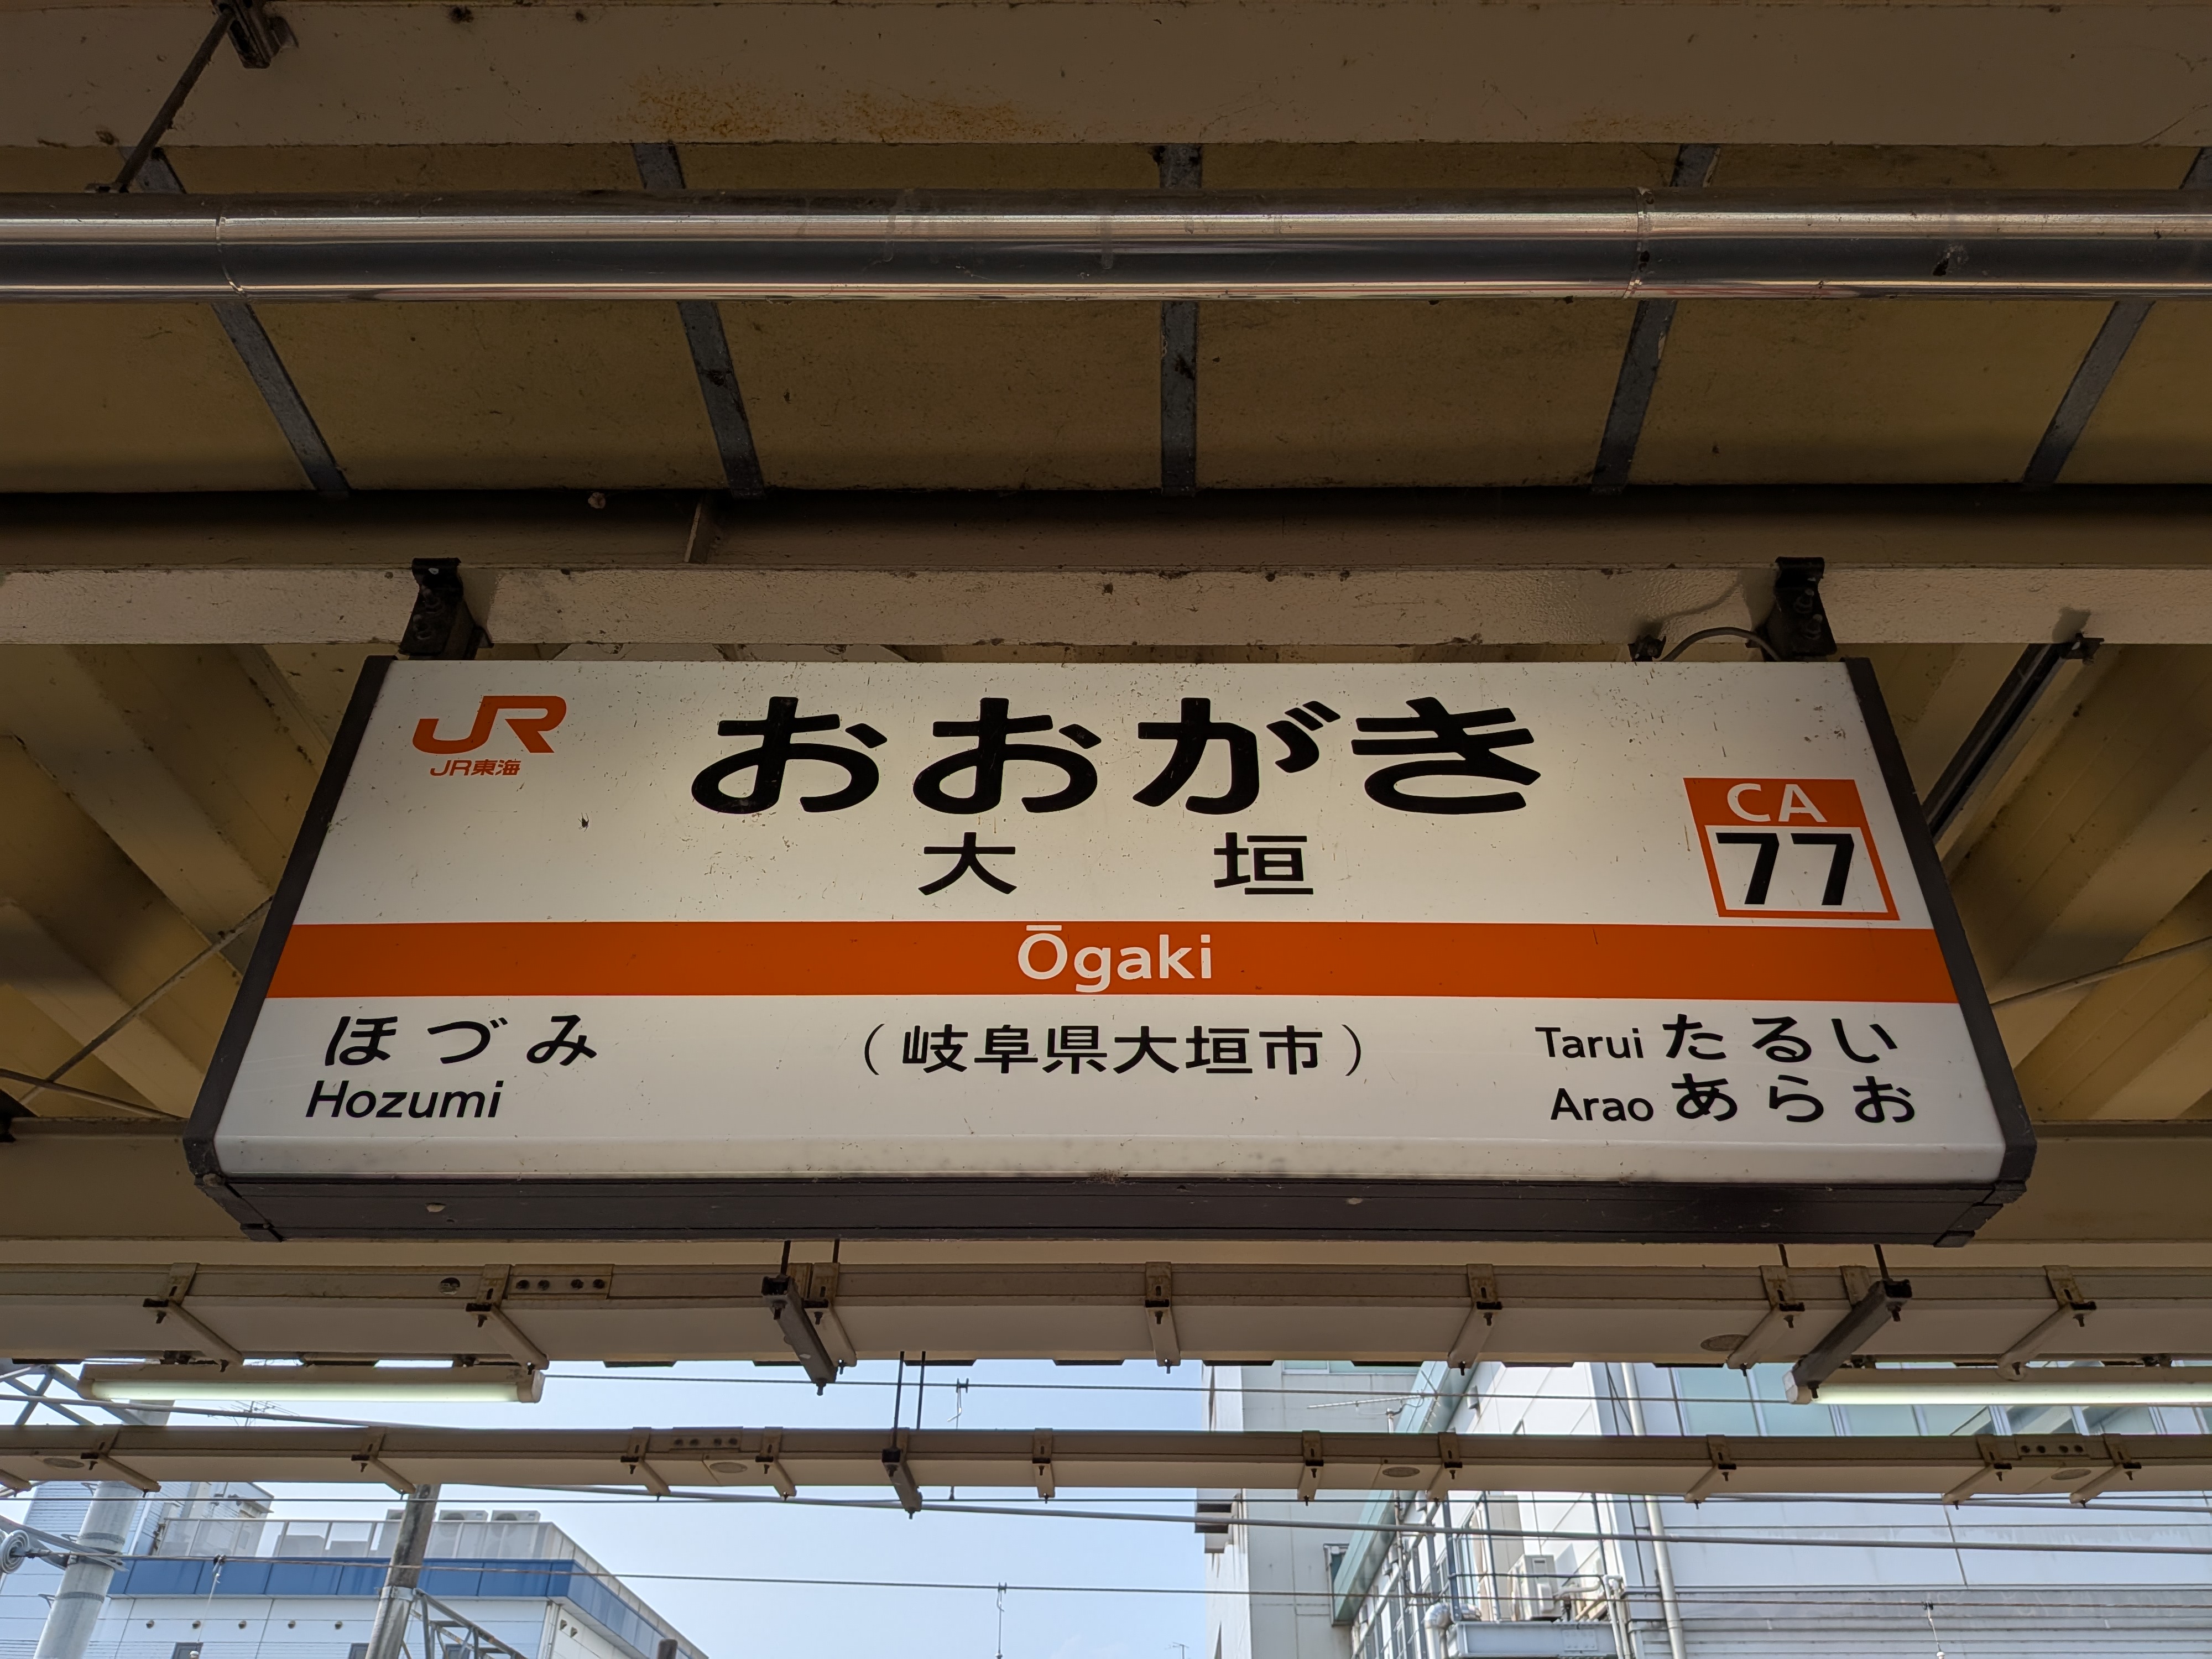 JR
JR東海
おおがき
大垣
CA
77
Ōgaki
ほづみ
Hozumi
（岐阜県大垣市）
Tarui たるい
Arao あらお